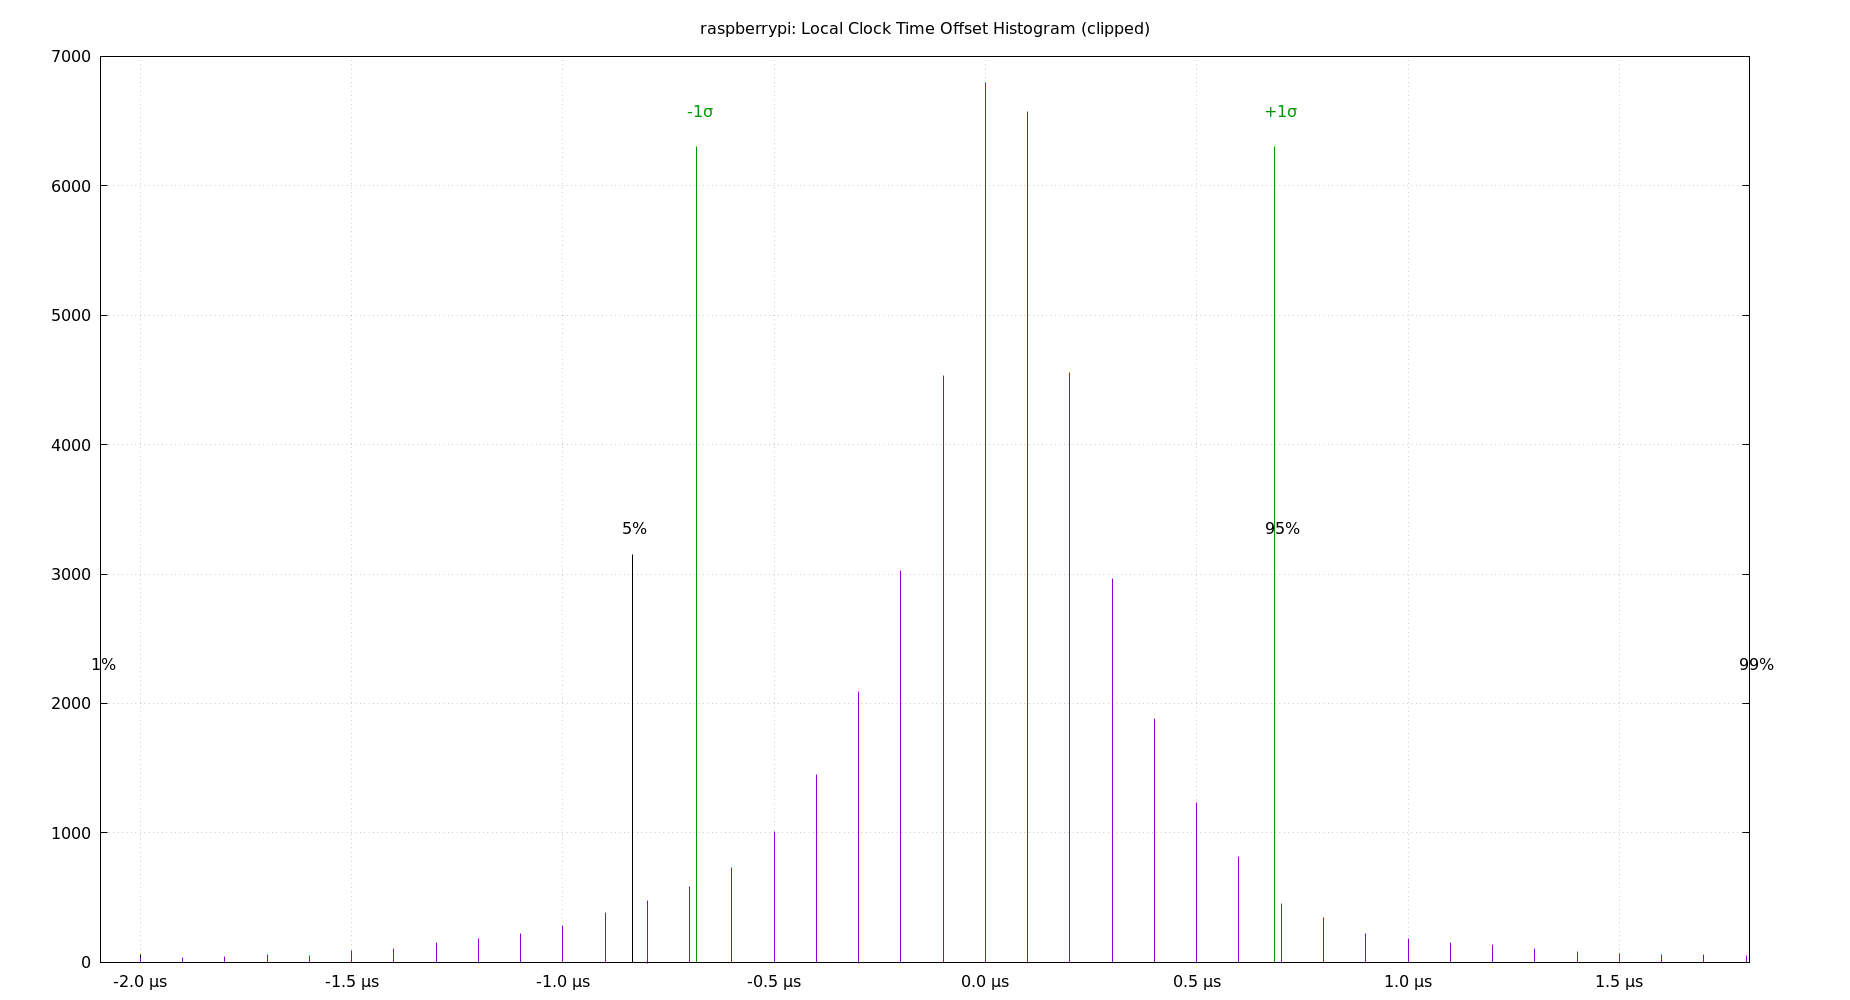 raspberrypi: Local Clock Time Offset Histogram (clipped)
7000
-1σ
+1σ
6000
5000
4000
5%
95%
3000
1%
99%
2000
1000
0
-2.0 μs
-1.5 μs
-1.0 μs
-0.5 μs
0.0 μs
0.5 μs
1.0 μs
1.5 μs